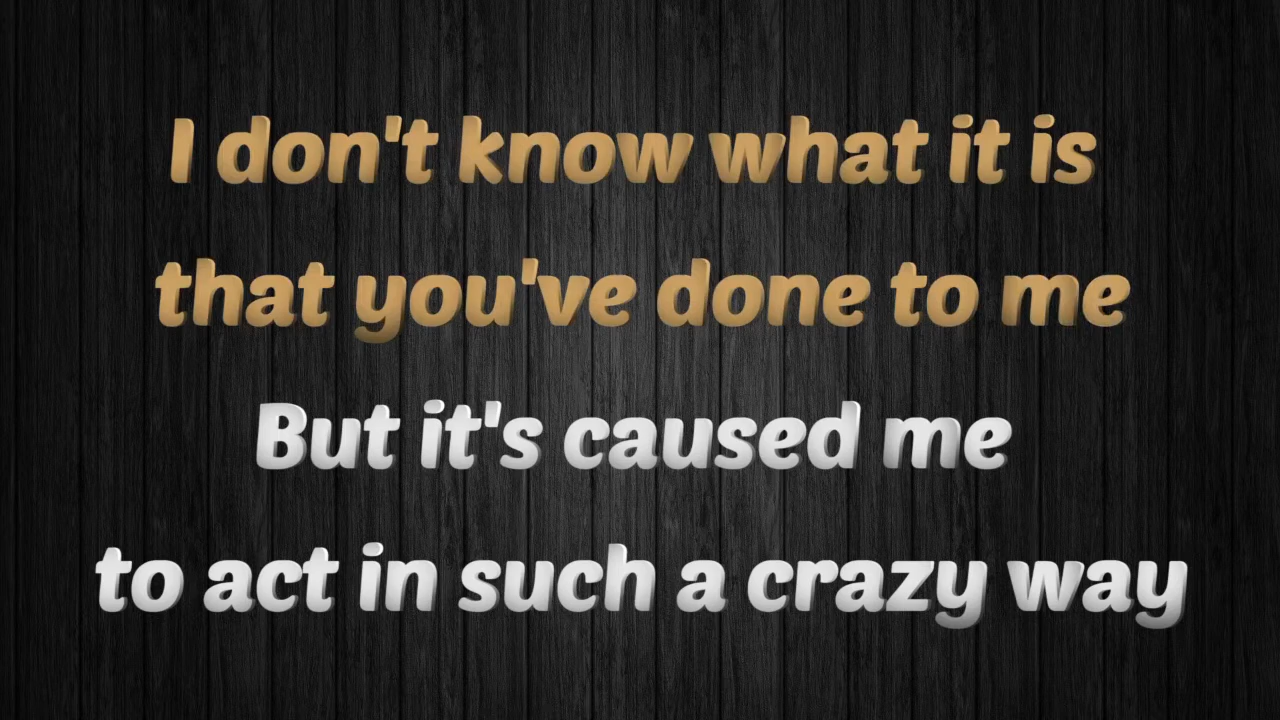 I don't know what it is
that you've done to me
But it's caused me
to act in such a crazy way